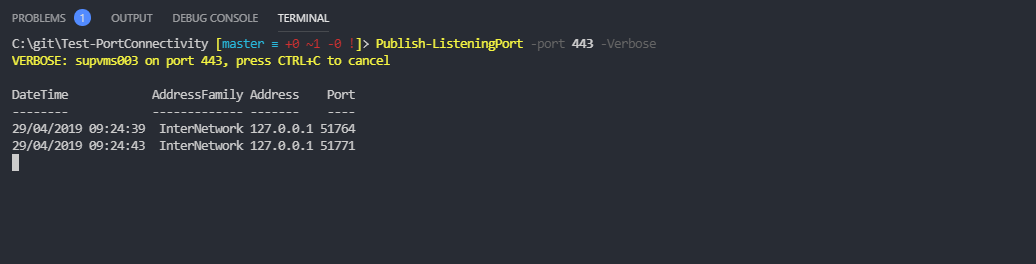 PROBLEMS 1 OUTPUT DEBUG CONSOLE TERMINAL
C:\git\Test-PortConnectivity [master ≡ +0 ~1 -0 !]> Publish-ListeningPort -port 443 -Verbose
VERBOSE: supvms003 on port 443, press CTRL+C to cancel
DateTime AddressFamily Address Port
-------- ------------- ------- ----
29/04/2019 09:24:39 InterNetwork 127.0.0.1 51764
29/04/2019 09:24:43 InterNetwork 127.0.0.1 51771